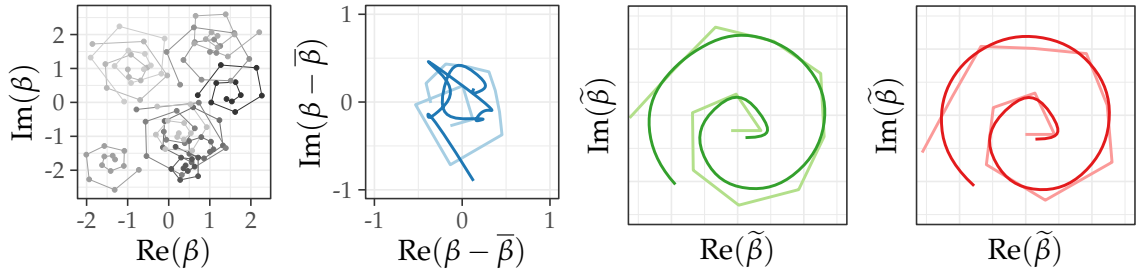 Im(β)
2
1
0
-1
-2
-2 -1 0 1 2
Re(β)
Im(β − β̅)
1
0
-1
-1 0 1
Re(β − β̅)
Im(β̃)
Re(β̃)
Im(β̃)
Re(β̃)